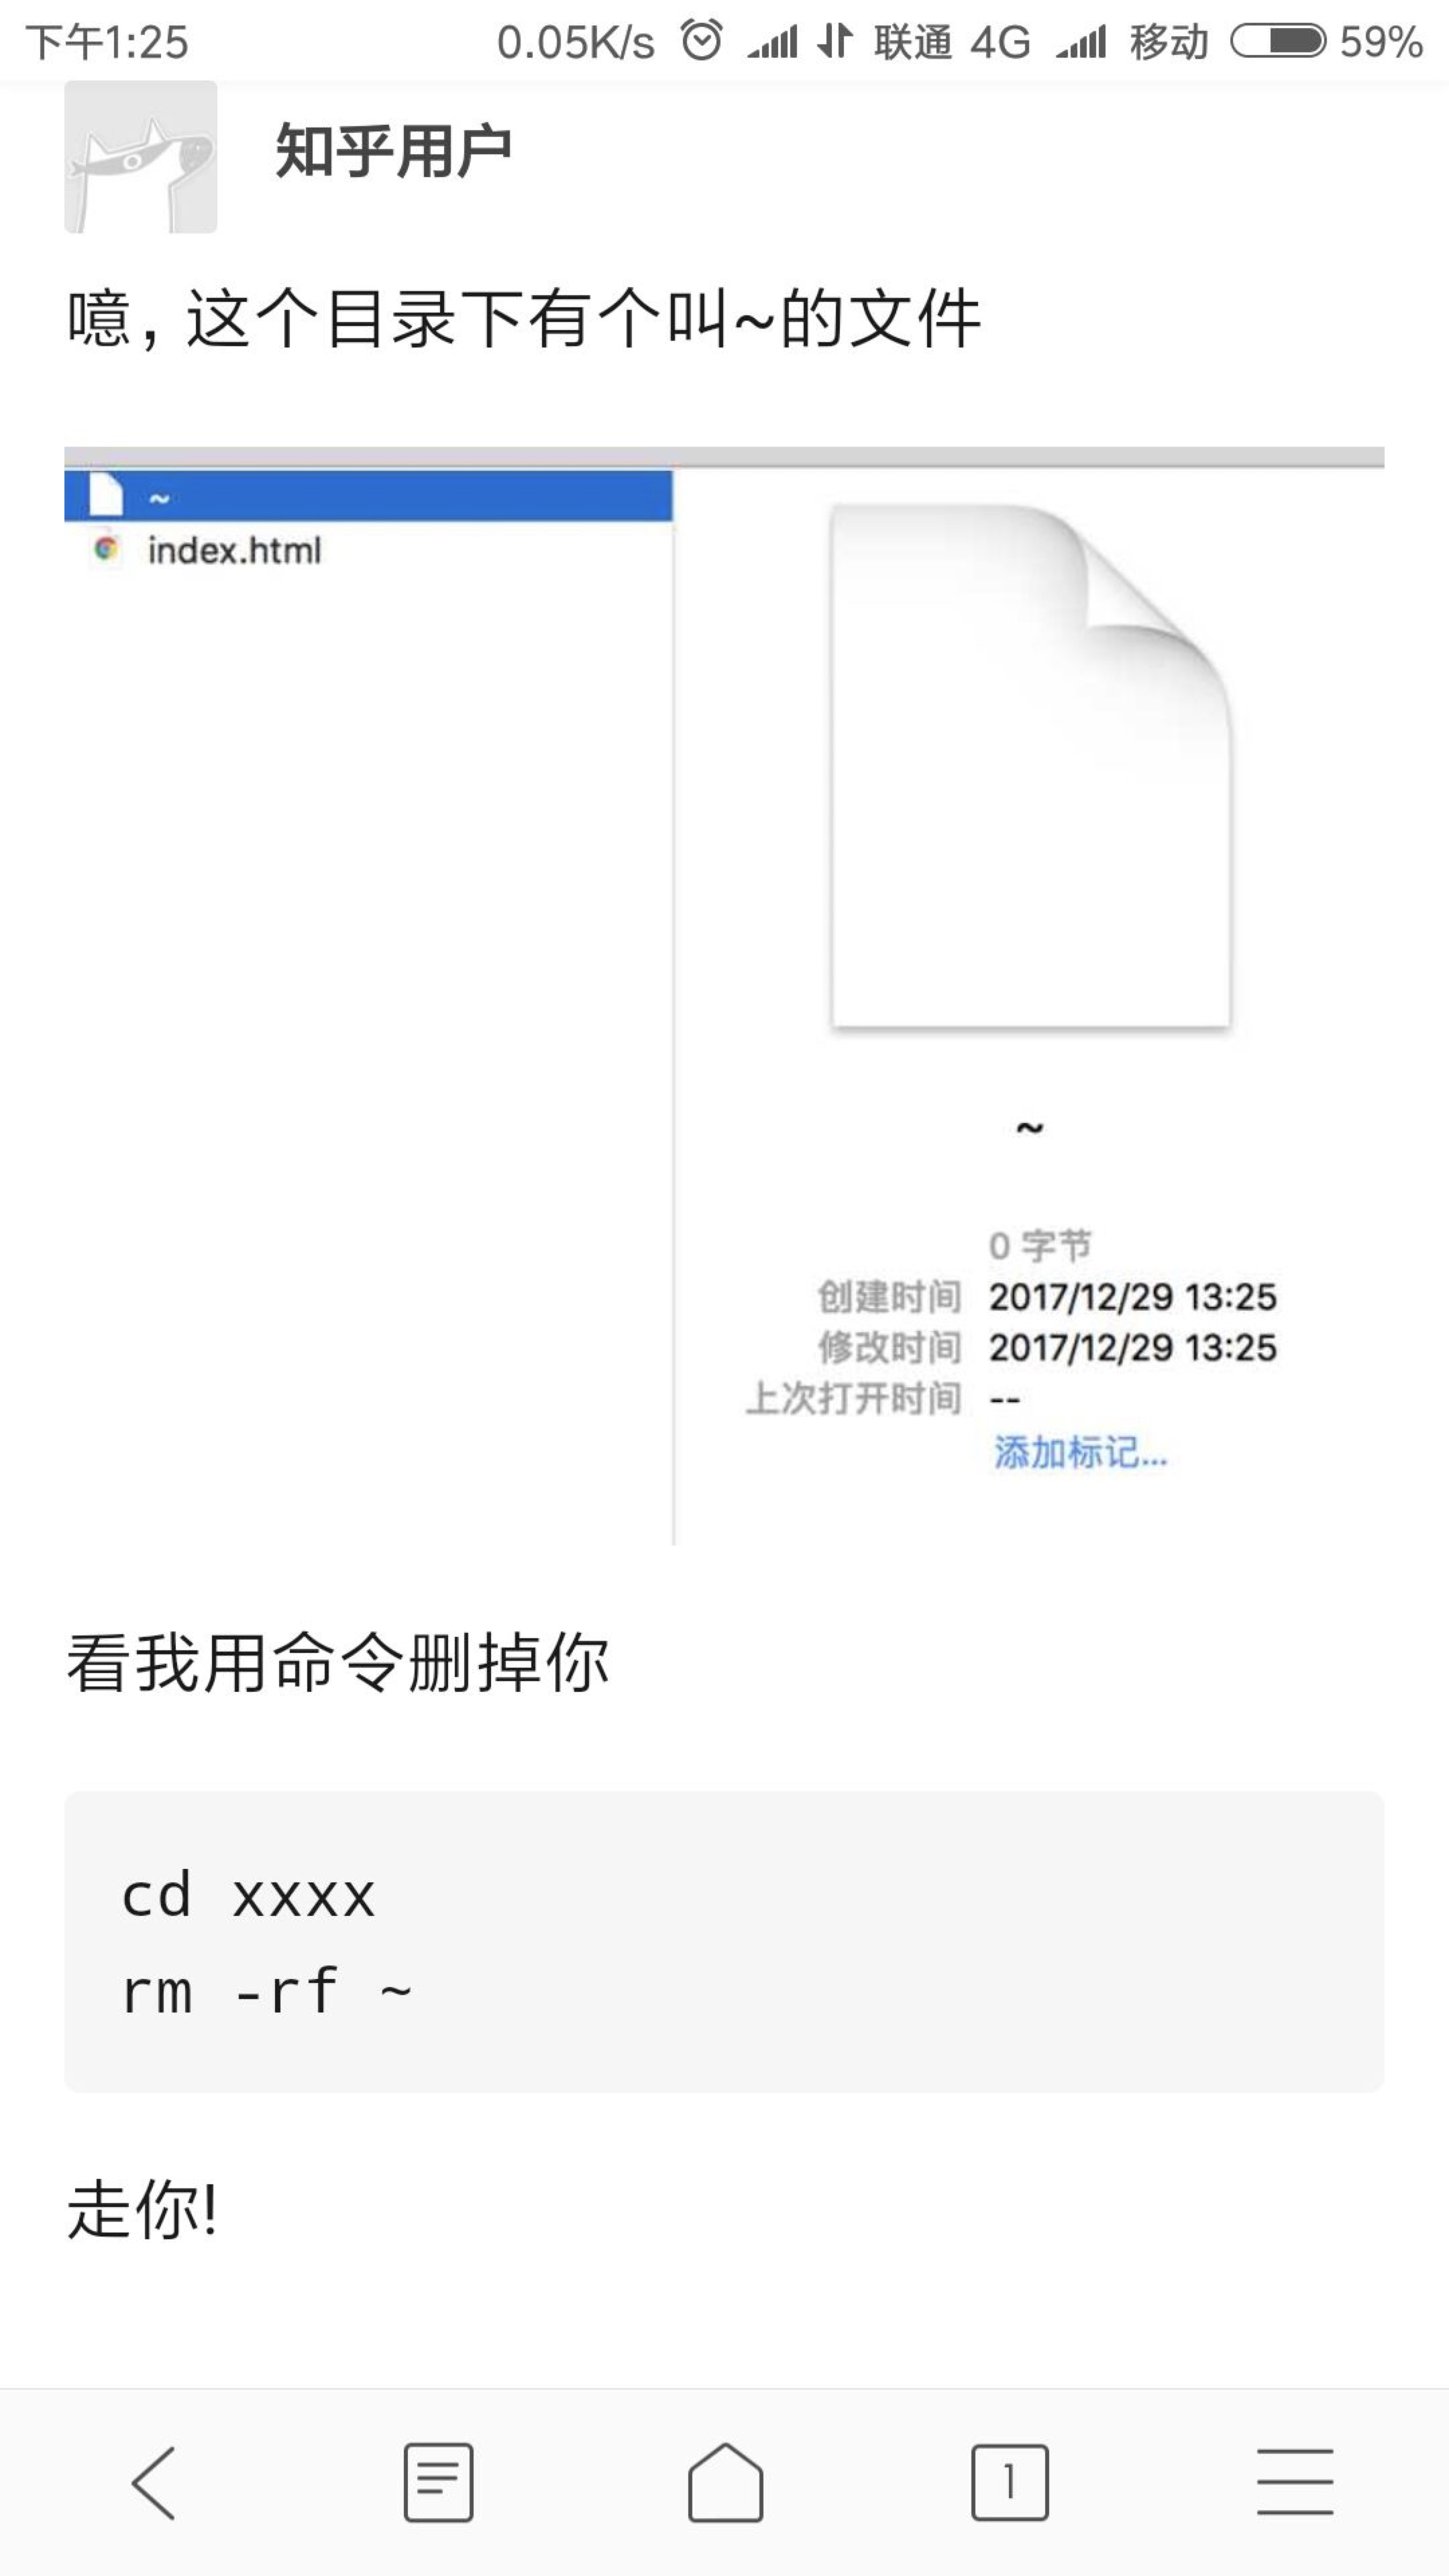 下午1:25 0.05K/s 联通 4G 移动 59%
知乎用户
噫，这个目录下有个叫~的文件
~
index.html
~
0 字节
创建时间 2017/12/29 13:25
修改时间 2017/12/29 13:25
上次打开时间 --
添加标记...
看我用命令删掉你
cd xxxx
rm -rf ~
走你!
1